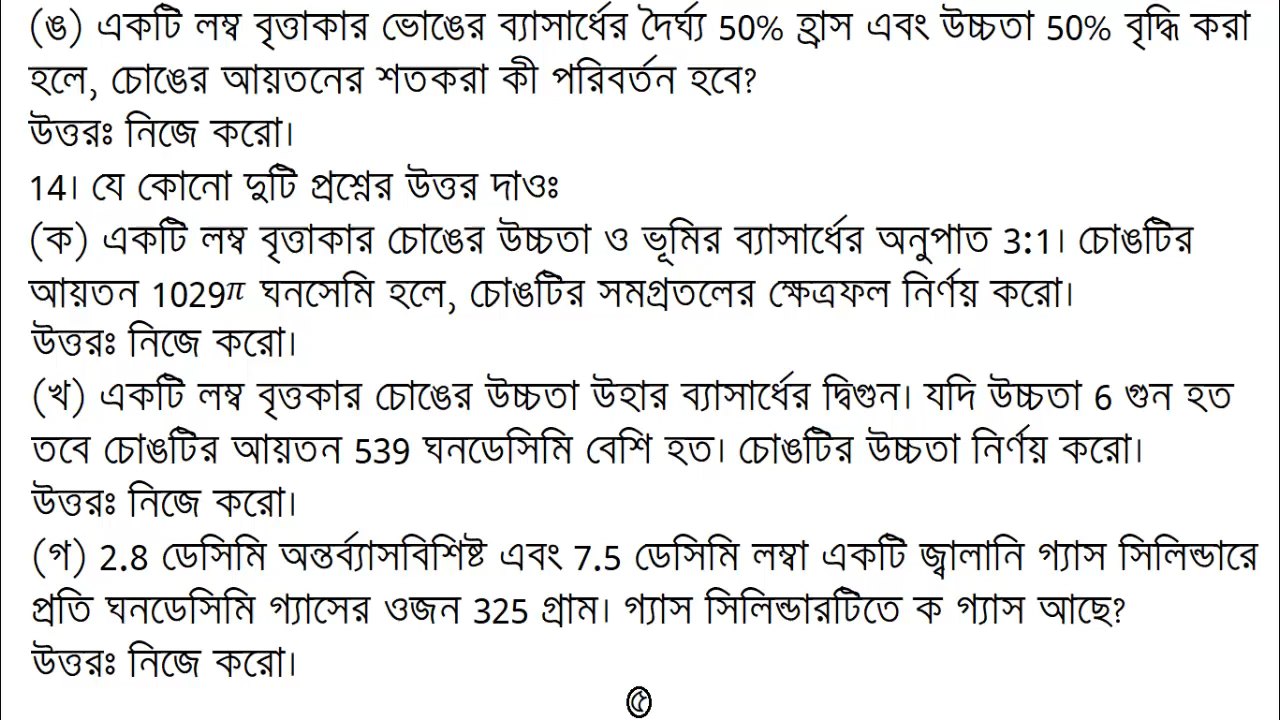 (ঙ) একটি লম্ব বৃত্তাকার ভোঙের ব্যাসার্ধের দৈর্ঘ্য 50% হ্রাস এবং উচ্চতা 50% বৃদ্ধি করা
হলে, চোঙের আয়তনের শতকরা কী পরিবর্তন হবে?
উত্তরঃ নিজে করো।
14। যে কোনো দুটি প্রশ্নের উত্তর দাওঃ
(ক) একটি লম্ব বৃত্তাকার চোঙের উচ্চতা ও ভূমির ব্যাসার্ধের অনুপাত 3:1। চোঙটির
আয়তন 1029π ঘনসেমি হলে, চোঙটির সমগ্রতলের ক্ষেত্রফল নির্ণয় করো।
উত্তরঃ নিজে করো।
(খ) একটি লম্ব বৃত্তকার চোঙের উচ্চতা উহার ব্যাসার্ধের দ্বিগুন। যদি উচ্চতা 6 গুন হত
তবে চোঙটির আয়তন 539 ঘনডেসিমি বেশি হত। চোঙটির উচ্চতা নির্ণয় করো।
উত্তরঃ নিজে করো।
(গ) 2.8 ডেসিমি অন্তর্ব্যাসবিশিষ্ট এবং 7.5 ডেসিমি লম্বা একটি জ্বালানি গ্যাস সিলিন্ডারে
প্রতি ঘনডেসিমি গ্যাসের ওজন 325 গ্রাম। গ্যাস সিলিন্ডারটিতে ক গ্যাস আছে?
উত্তরঃ নিজে করো।
৫